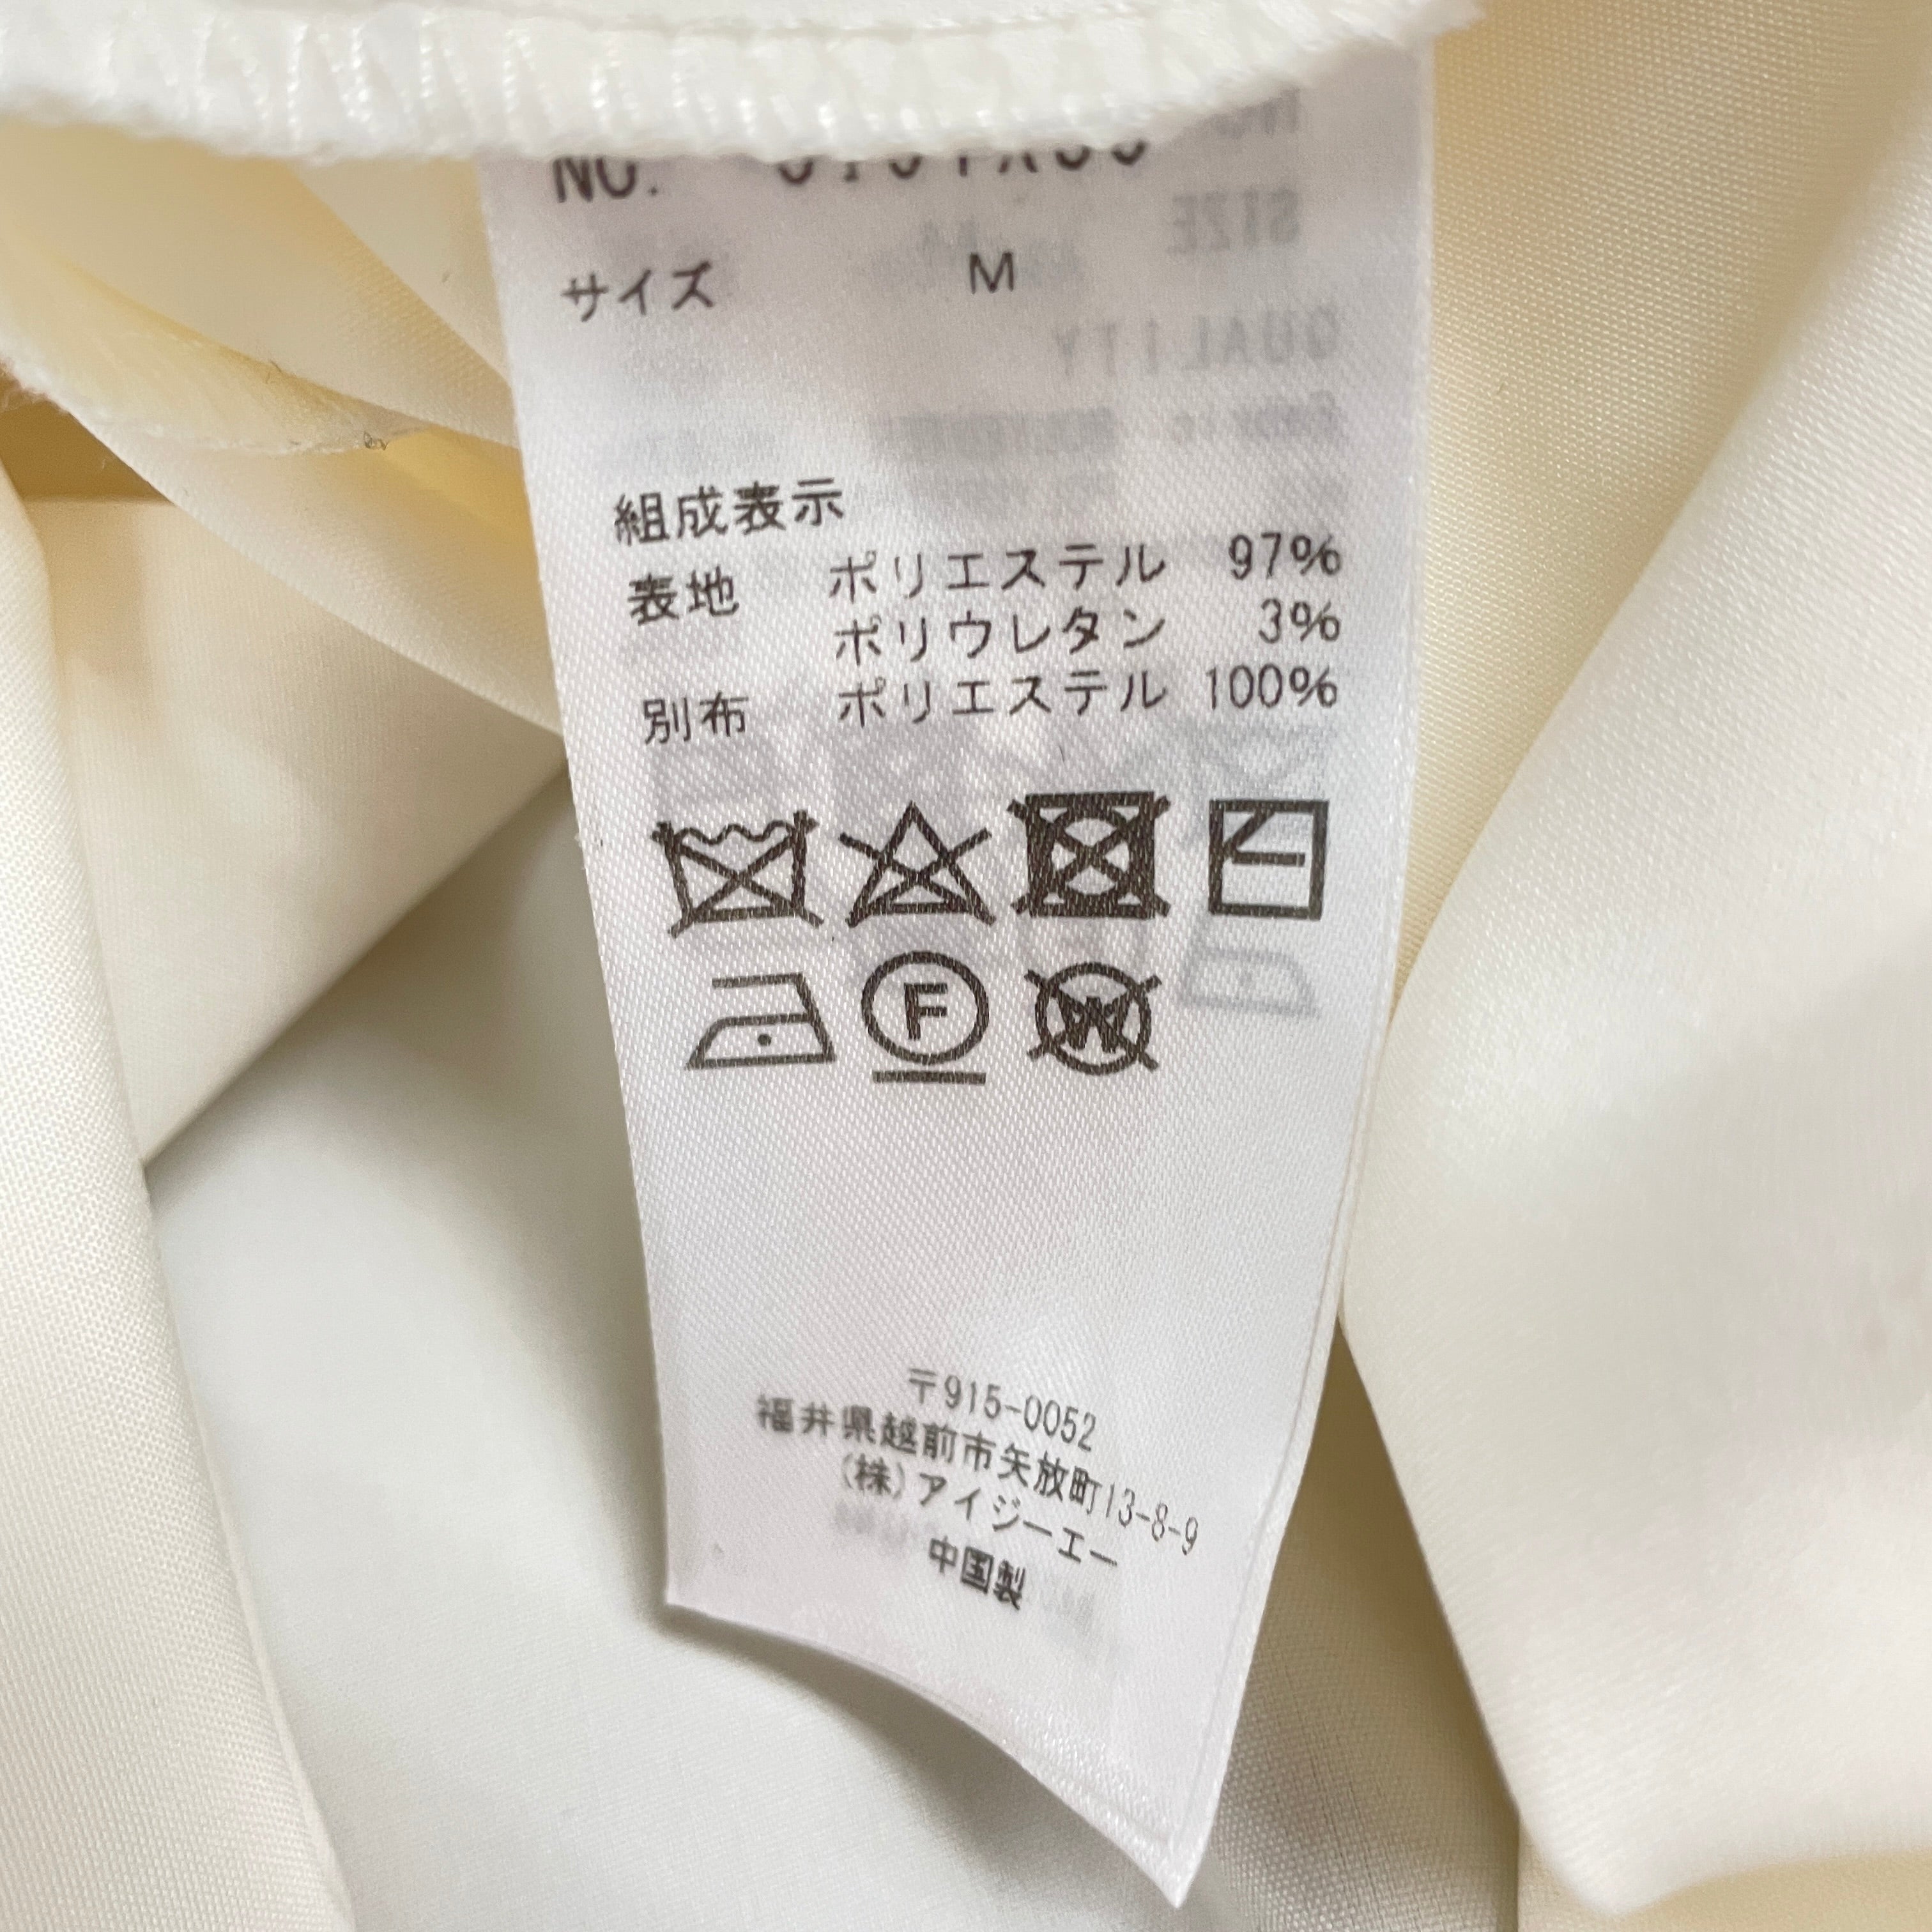 NO.
サイズ M
組成表示
表地 ポリエステル 97%
ポリウレタン 3%
別布 ポリエステル 100%
F
W
〒915-0052
福井県越前市矢放町13-8-9
(株)アイジーエー
中国製
SIZE
QUALITY